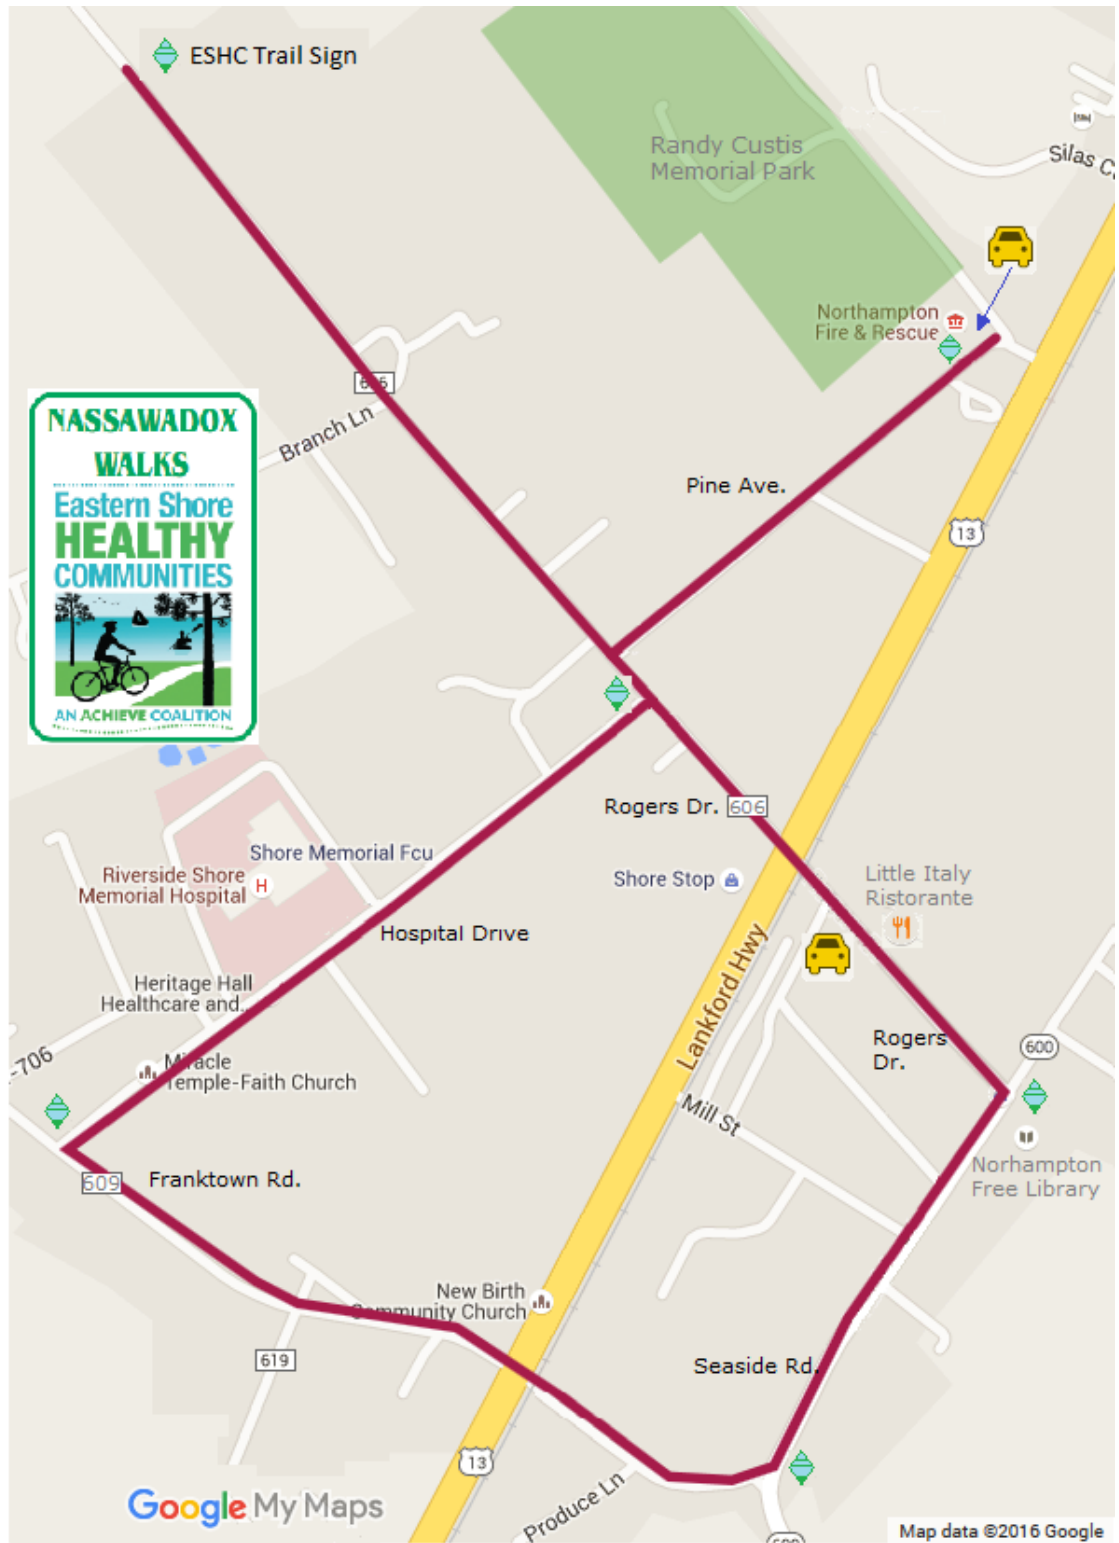 ESHC Trail Sign
Randy Custis
Memorial Park
Silas
Northampton
Fire & Rescue
NASSAWADOX
WALKS
Eastern Shore
HEALTHY
COMMUNITIES
AN ACHIEVE COALITION
Branch Ln
Pine Ave.
13
Rogers Dr.
606
Shore Memorial Fcu
Riverside Shore
Memorial Hospital
H
Shore Stop
Little Italy
Ristorante
Hospital Drive
Lankford Hwy
Heritage Hall
Healthcare and..
Rogers
Dr.
600
-706
Miracle
Temple-Faith Church
Mill St
Norhampton
Free Library
609
Franktown Rd.
New Birth
Community Church
619
Seaside Rd.
13
Produce Ln
Google My Maps
Map data ©2016 Google